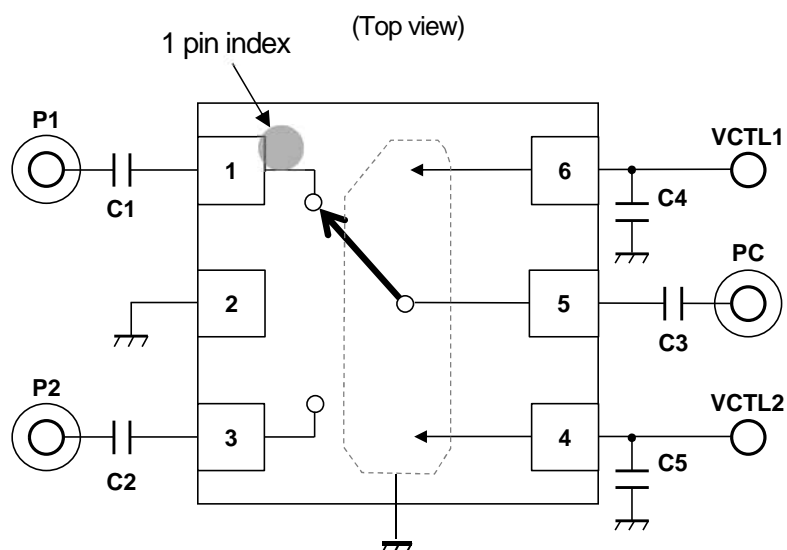 (Top view)
1 pin index
P1
VCTL1
1
6
C1
C4
PC
2
5
C3
P2
VCTL2
3
4
C2
C5